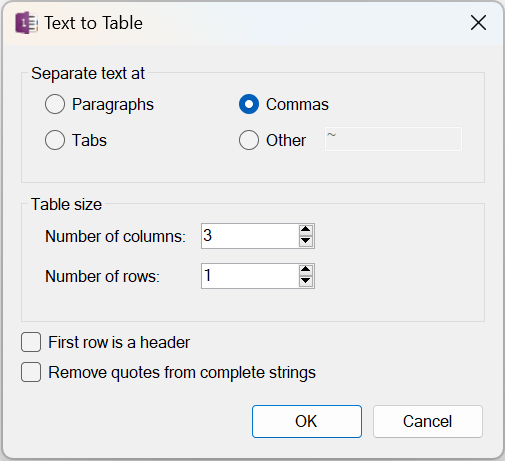 Text to Table
Separate text at
Paragraphs
Commas
Tabs
Other
~
Table size
Number of columns: 3
Number of rows: 1
First row is a header
Remove quotes from complete strings
OK
Cancel